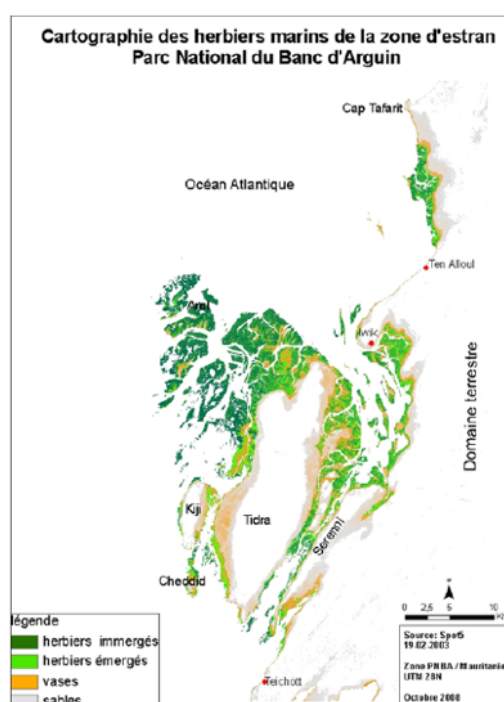 Cartographie des herbiers marins de la zone d'estran
Parc National du Banc d'Arguin
Cap Tafarit
Océan Atlantique
Ten Alloul
Arel
Iwik
Domaine terrestre
Kiji
Tidra
Serenni
Cheddid
légende
herbiers immergés
herbiers émergés
vases
sables
Teichott
0 2,5 5 10
Source: Spot5
19.02.2003
Zone PNBA / Mauritanie
UTM 28N
Octobre 2008